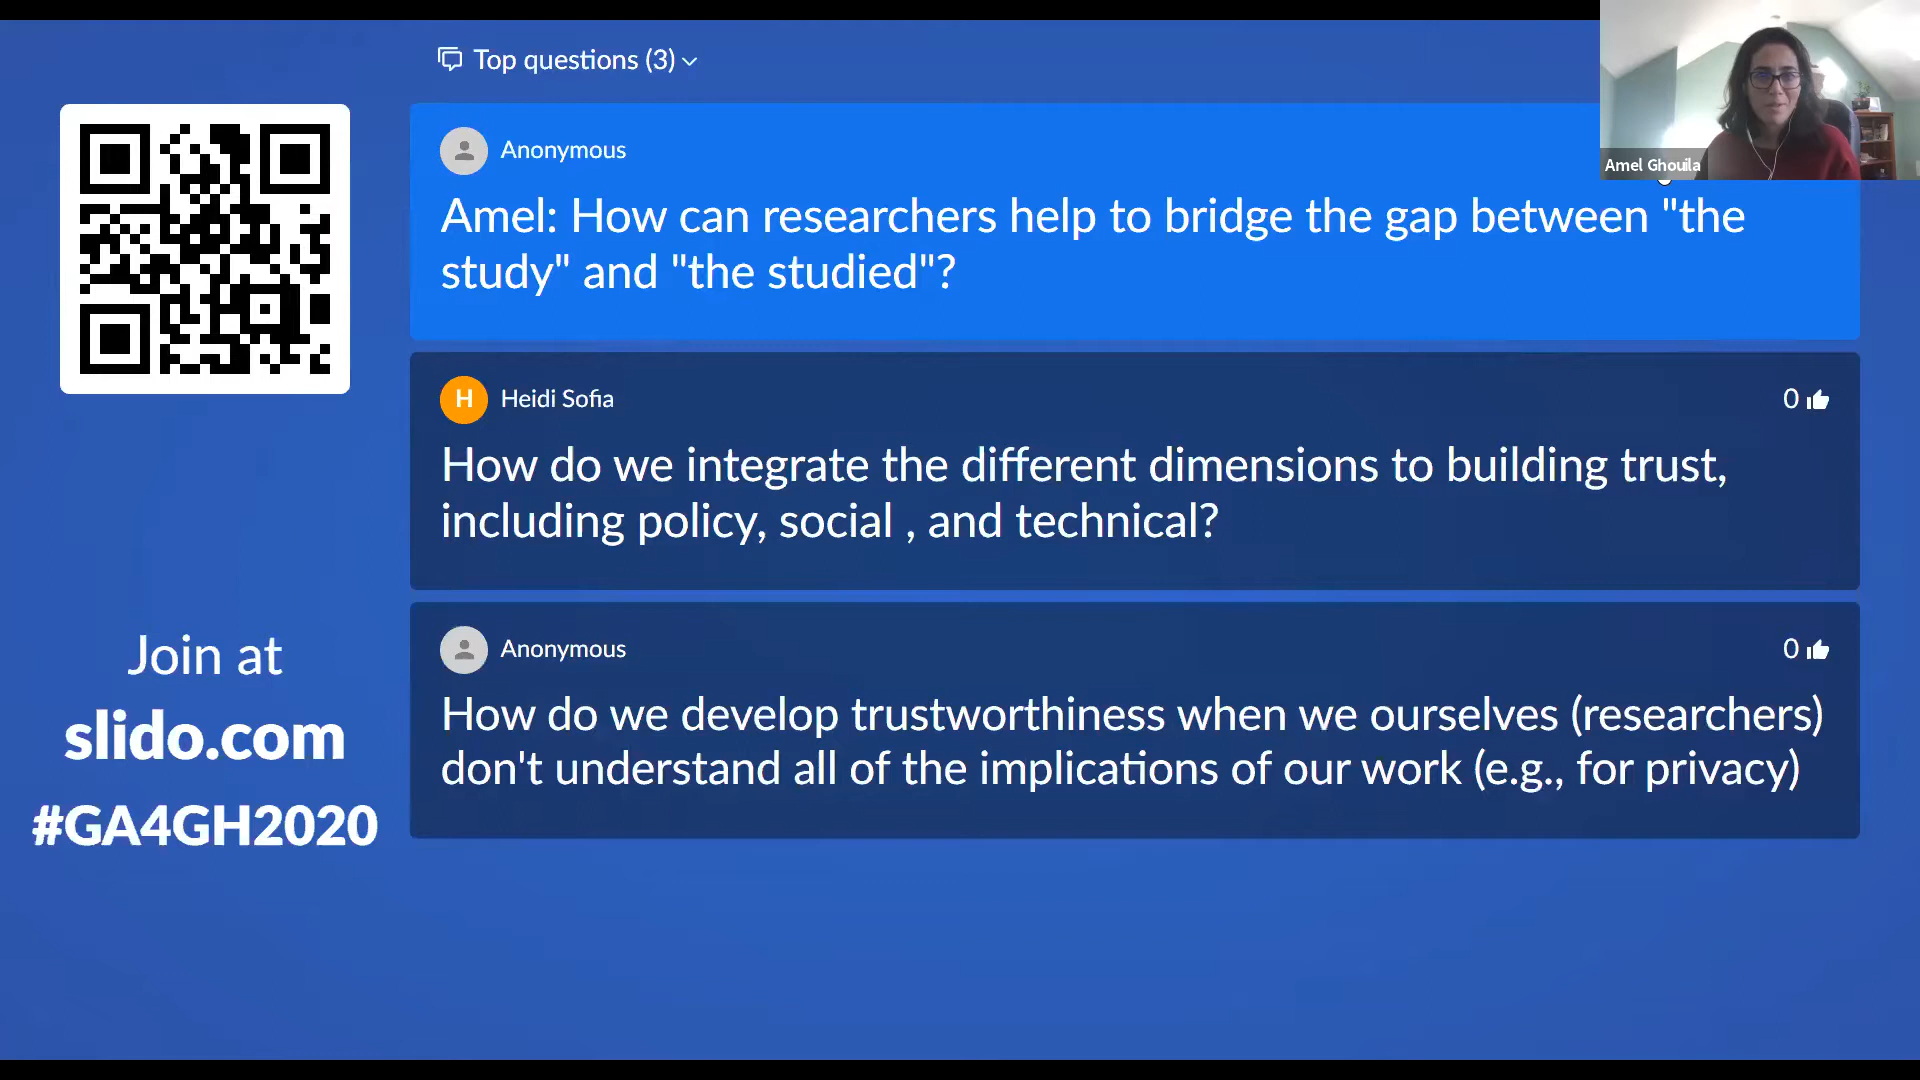 Top questions (3)
Amel Ghouila
Anonymous
Amel: How can researchers help to bridge the gap between "the
study" and "the studied"?
H Heidi Sofia 0
How do we integrate the different dimensions to building trust,
including policy, social , and technical?
Anonymous 0
How do we develop trustworthiness when we ourselves (researchers)
don't understand all of the implications of our work (e.g., for privacy)
Join at
slido.com
#GA4GH2020